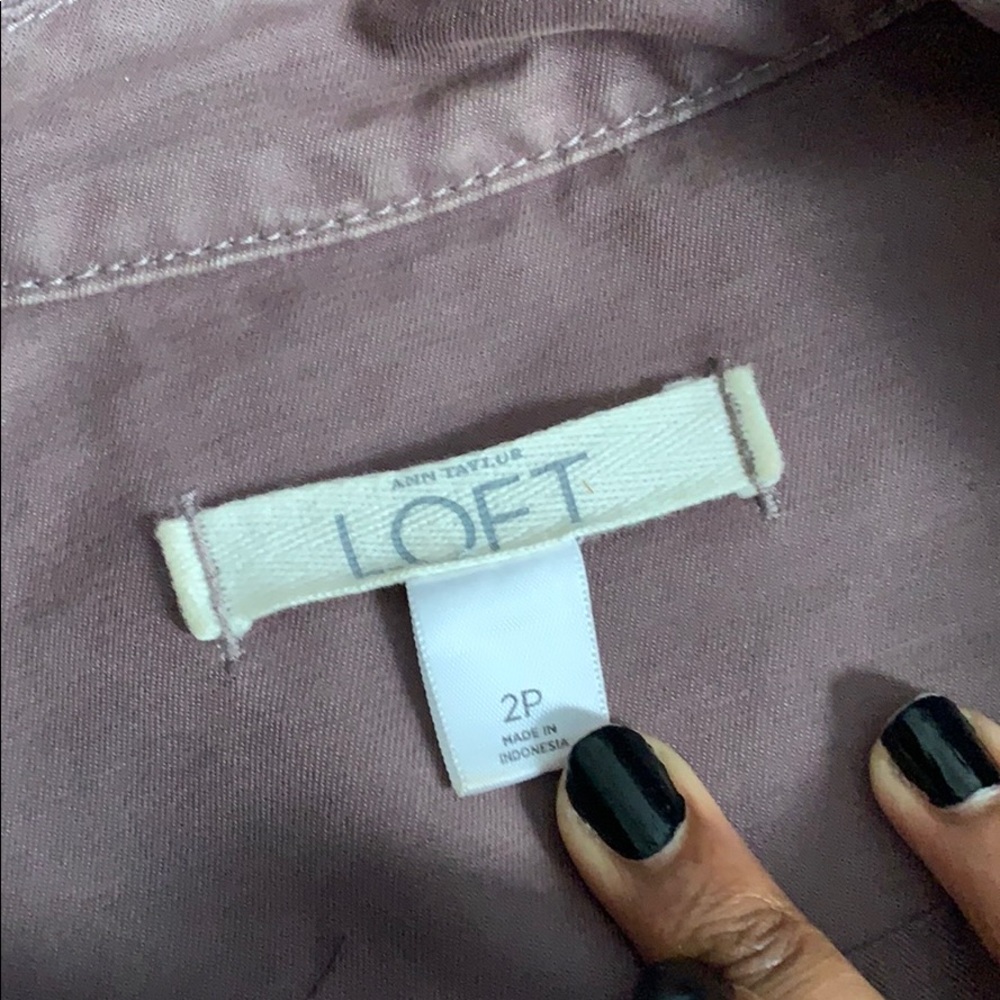 ANN TAYLOR
LOFT
2P
MADE IN
INDONESIA